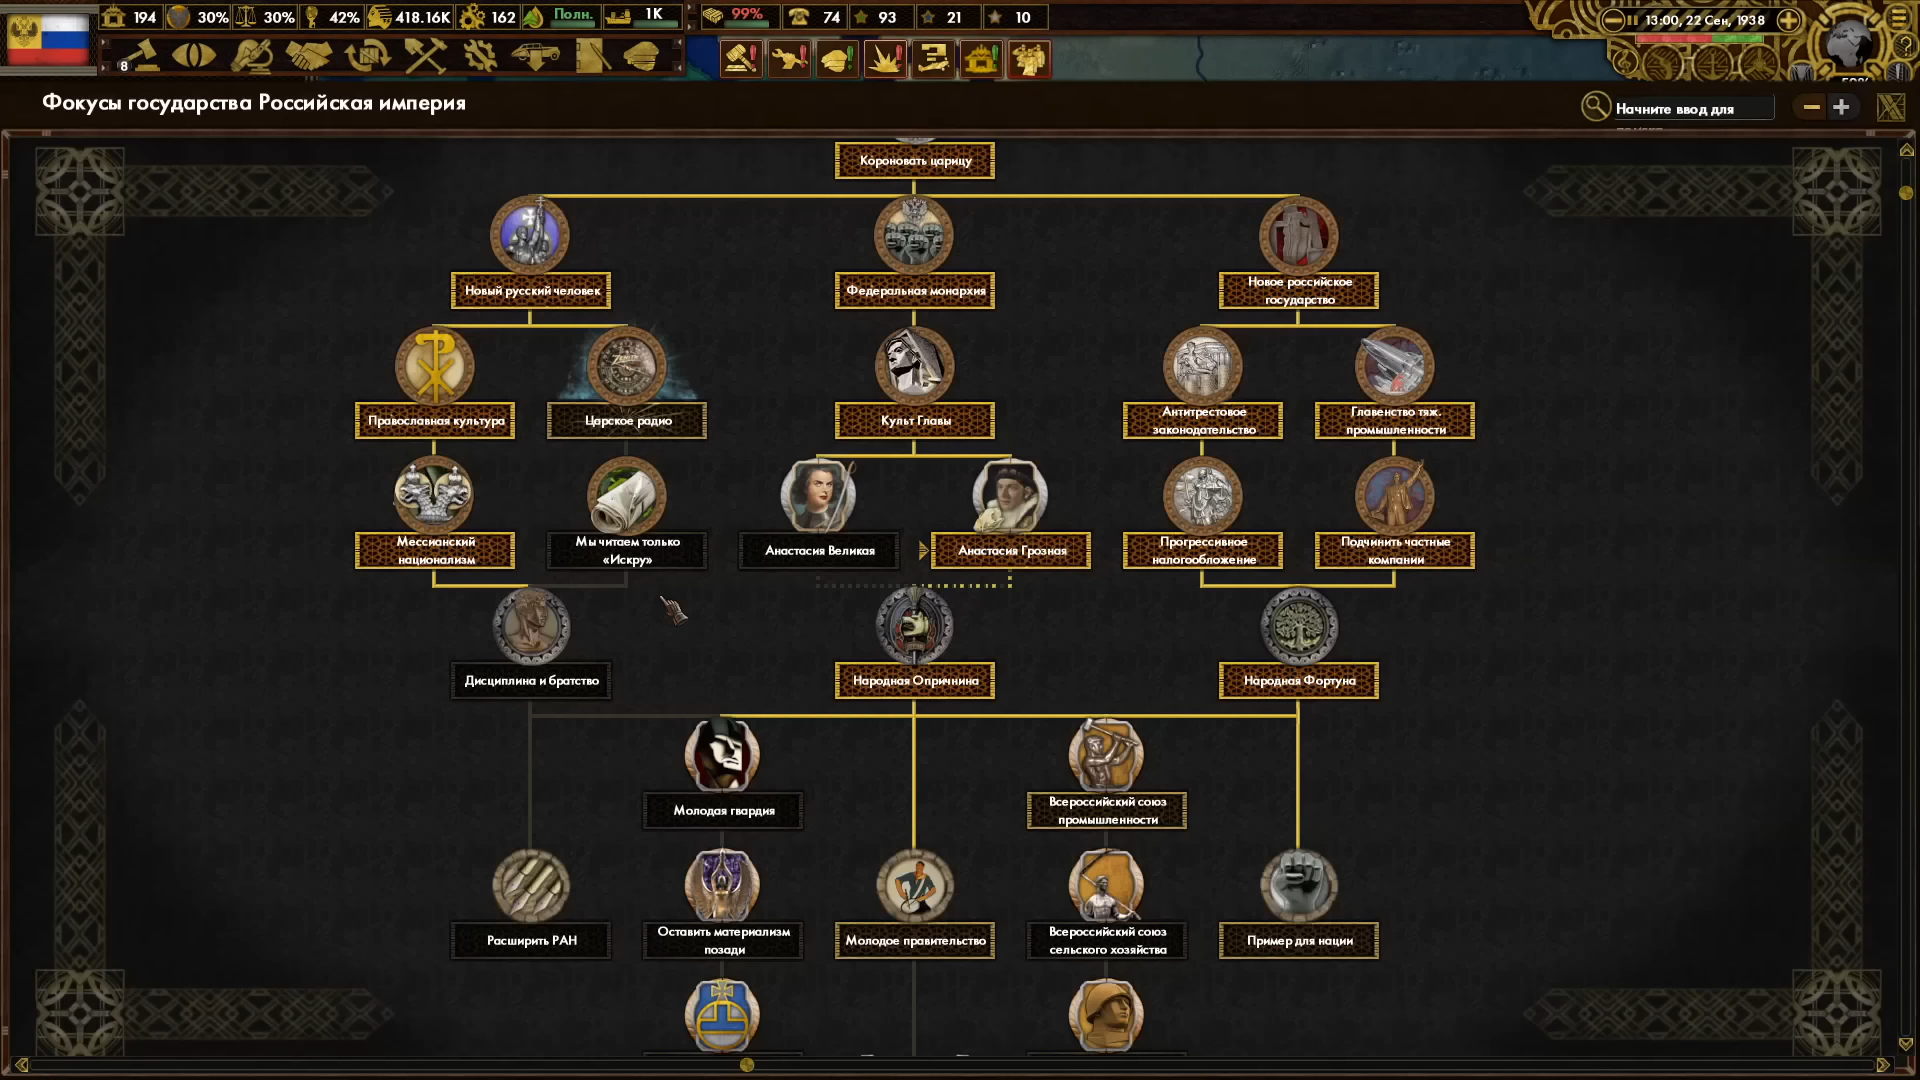 194
30%
30%
42%
418.16K
162
Полн.
1K
99%
74
93
21
10
13:00, 22 Сен, 1938
8
Фокусы государства Российская империя
Начните ввод для
Короновать царицу
Новый русский человек
Федеральная монархия
Новое российское
государство
Православная культура
Царское радио
Культ Главы
Антитрестовое
законодательство
Главенство тяж.
промышленности
Мессианский
национализм
Мы читаем только
«Искру»
Анастасия Великая
Анастасия Грозная
Прогрессивное
налогообложение
Подчинить частные
компании
Дисциплина и братство
Народная Опричнина
Народная Фортуна
Молодая гвардия
Всероссийский союз
промышленности
Расширить РАН
Оставить материализм
позади
Молодое правительство
Всероссийский союз
сельского хозяйства
Пример для нации